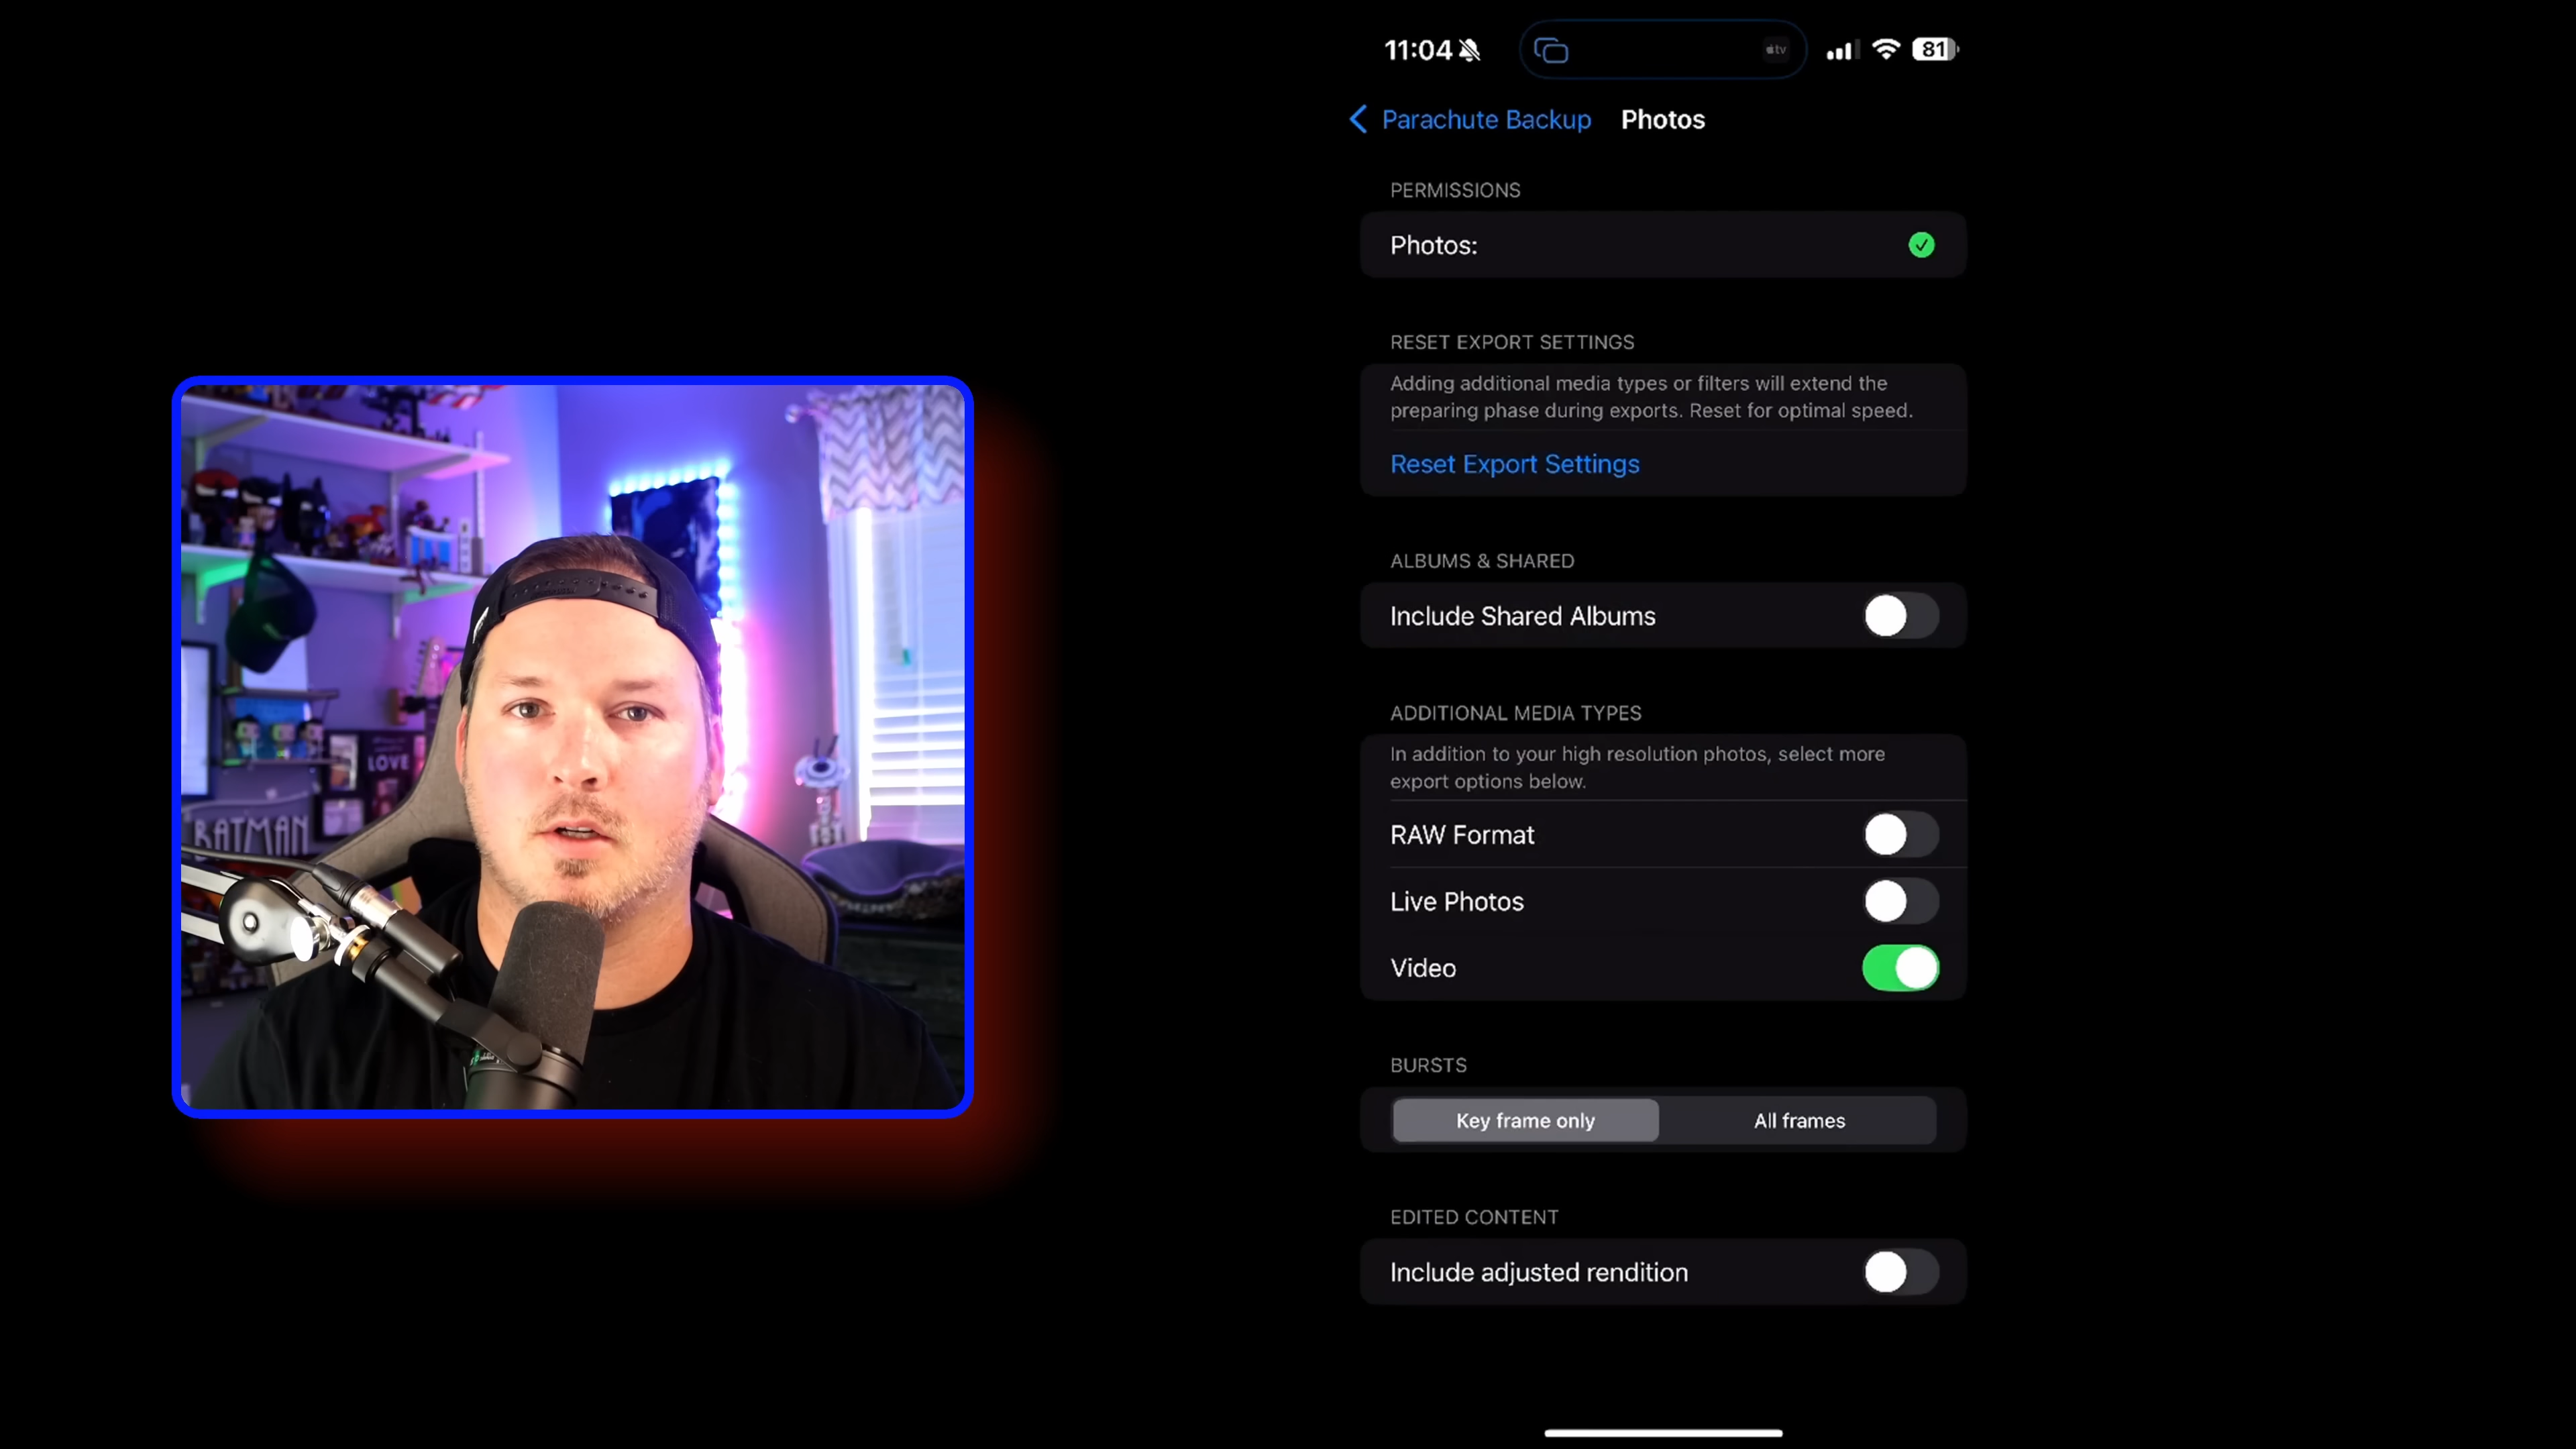 LOVE
BATMAN
11:04
tv
81
Parachute Backup
Photos
PERMISSIONS
Photos:
RESET EXPORT SETTINGS
Adding additional media types or filters will extend the
preparing phase during exports. Reset for optimal speed.
Reset Export Settings
ALBUMS & SHARED
Include Shared Albums
ADDITIONAL MEDIA TYPES
In addition to your high resolution photos, select more
export options below.
RAW Format
Live Photos
Video
BURSTS
Key frame only
All frames
EDITED CONTENT
Include adjusted rendition